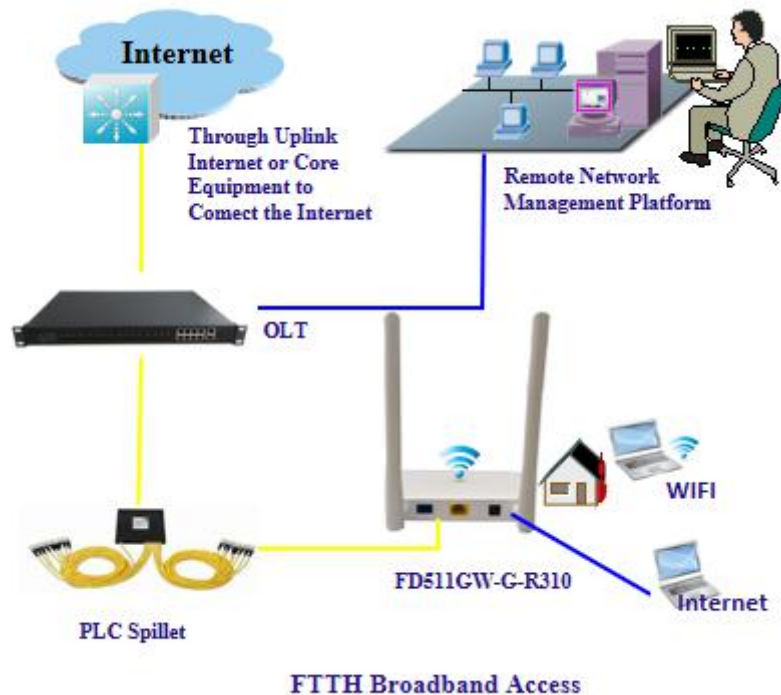 Internet
Through Uplink
Internet or Core
Equipment to
Comect the Internet
Remote Network
Management Platform
OLT
WIFI
FD511GW-G-R310
Internet
PLC Spillet
FTTH Broadband Access